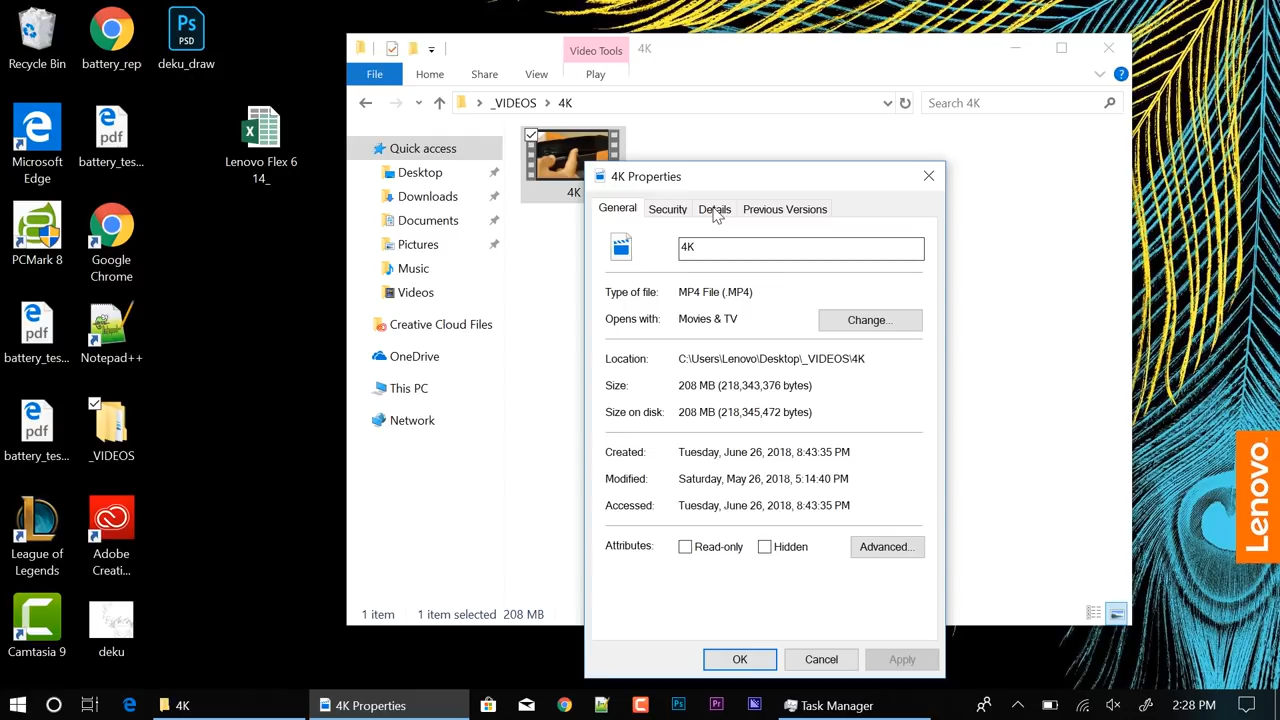 Recycle Bin
battery_rep
deku_draw
Ps
PSD
Microsoft
Edge
pdf
battery_tes...
Lenovo Flex 6
14_
PCMark 8
Google
Chrome
pdf
battery_tes...
Notepad++
pdf
battery_tes...
_VIDEOS
League of
Legends
Adobe
Creati...
Camtasia 9
deku
Video Tools
4K
File
Home
Share
View
Play
_VIDEOS
4K
Search 4K
Quick access
Desktop
Downloads
Documents
Pictures
Music
Videos
Creative Cloud Files
OneDrive
This PC
Network
4K
1 item
1 item selected
208 MB
4K Properties
General
Security
Details
Previous Versions
4K
Type of file:
MP4 File (.MP4)
Opens with:
Movies & TV
Change...
Location:
C:\Users\Lenovo\Desktop\_VIDEOS\4K
Size:
208 MB (218,343,376 bytes)
Size on disk:
208 MB (218,345,472 bytes)
Created:
Tuesday, June 26, 2018, 8:43:35 PM
Modified:
Saturday, May 26, 2018, 5:14:40 PM
Accessed:
Tuesday, June 26, 2018, 8:43:35 PM
Attributes:
Read-only
Hidden
Advanced...
OK
Cancel
Apply
Lenovo
4K
4K Properties
Ps
Pr
Task Manager
2:28 PM